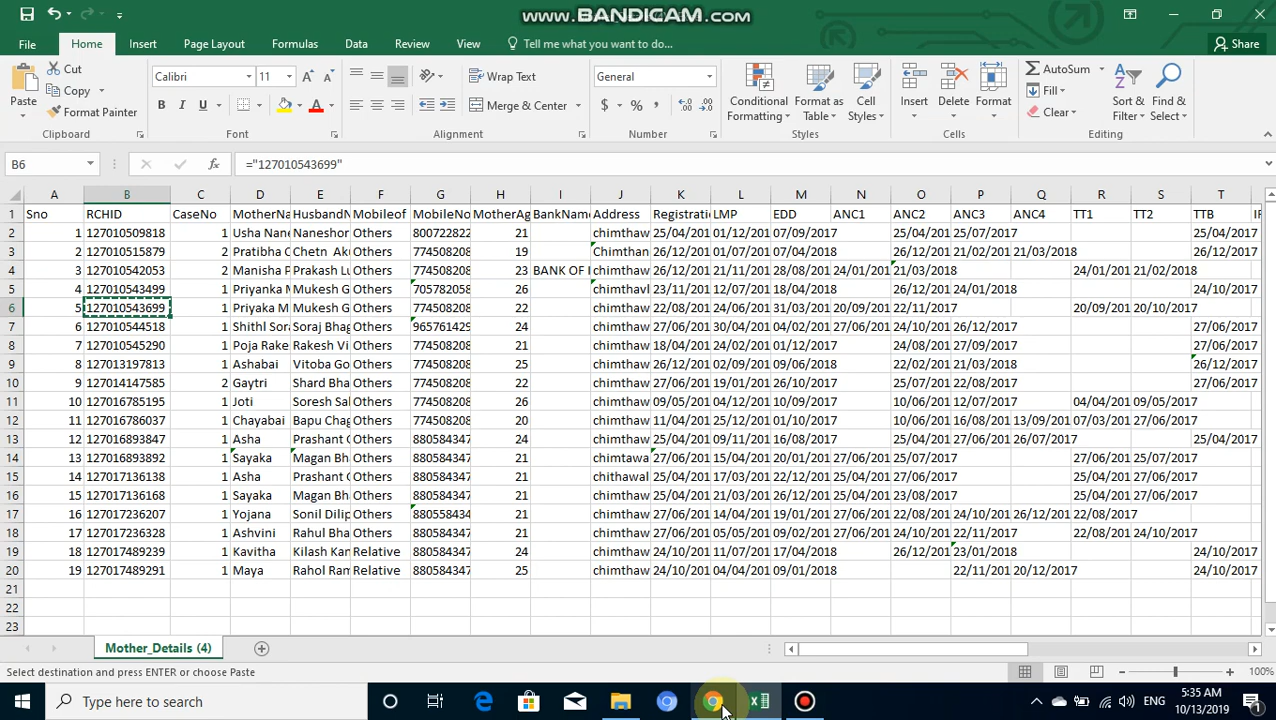 www.BANDICAM.com
File Home Insert Page Layout Formulas Data Review View Tell me what you want to do... Share
Paste Cut Copy Format Painter Clipboard
Calibri 11 B I U A Font
Wrap Text Merge & Center Alignment
General $ % , Number
Conditional Formatting Format as Table Cell Styles Styles
Insert Delete Format Cells
AutoSum Fill Clear Sort & Filter Find & Select Editing
B6 fx ="127010543699"
A B C D E F G H I J K L M N O P Q R S T
1 Sno RCHID CaseNo MotherNa HusbandN Mobileof MobileNo MotherAg BankName Address Registratio LMP EDD ANC1 ANC2 ANC3 ANC4 TT1 TT2 TTB
2 1 127010509818 1 Usha Nan Naneshor Others 800722822 21 chimthaw 25/04/201 01/12/201 07/09/2017 25/04/201 25/07/2017 25/04/201
3 2 127010515879 2 Pratibha C Chetn Ak Others 774508208 19 Chimthan 26/12/201 01/07/201 07/04/2018 26/12/201 21/02/201 21/03/2018 26/12/201
4 3 127010542053 2 Manisha P Prakash Lu Others 774508208 23 BANK OF chimthaw 26/12/201 21/11/201 28/08/201 24/01/201 21/03/2018 24/01/201 21/02/2018
5 4 127010543499 1 Priyanka M Mukesh G Others 705782058 21 chimthavl 23/11/201 12/07/201 18/04/2018 26/12/201 24/01/2018 24/10/201
6 5 127010543699 1 Priyaka M Mukesh G Others 774508208 22 chimthaw 22/08/201 24/06/201 31/03/201 20/09/201 22/11/2017 20/09/201 20/10/2017
7 6 127010544518 1 Shithl Sora Soraj Bhag Others 965761429 24 chimthaw 27/06/201 30/04/201 04/02/201 27/06/201 24/10/201 26/12/2017 27/06/2017
8 7 127010545290 1 Poja Rake Rakesh Vi Others 774508208 21 chimthaw 18/04/201 24/02/201 01/12/2017 24/08/201 27/09/2017 27/06/201
9 8 127013197813 1 Ashabai Vitoba Go Others 774508208 25 chimthaw 26/12/201 02/09/201 09/06/2018 22/02/201 21/03/2018 26/12/201
10 9 127014147585 2 Gaytri Shard Bha Others 774508208 22 chimthaw 27/06/201 19/01/201 26/10/2017 25/07/201 22/08/2017 27/06/201
11 10 127016785195 1 Joti Soresh Sal Others 774508208 26 chimthaw 09/05/201 04/12/201 10/09/2017 10/06/201 12/07/2017 04/04/201 09/05/2017
12 11 127016786037 1 Chayabai Bapu Chag Others 774508208 20 chimthaw 11/04/201 25/10/201 01/08/2017 10/06/201 16/08/201 13/09/201 07/03/201 27/06/2017
13 12 127016893847 1 Asha Prashant Others 880584347 21 chimthaw 25/04/201 09/11/201 16/08/2017 25/04/201 27/06/201 26/07/2017 25/04/201
14 13 127016893892 1 Sayaka Magan Bh Others 880584347 21 chimtawa 27/06/201 15/04/201 20/01/201 27/06/201 25/07/2017 27/06/201 25/07/2017
15 14 127017136138 1 Asha Prashant Others 880584347 21 chithawal 25/04/201 17/03/201 22/12/201 25/04/201 27/06/2017 25/04/201 27/06/2017
16 15 127017136168 1 Sayaka Magan Bh Others 880584347 21 chimthaw 25/04/201 21/03/201 26/12/201 25/04/201 23/08/2017 25/04/201 27/06/2017
17 16 127017236207 1 Yojana Sonil Dilip Others 880558434 21 chimthaw 27/06/201 14/04/201 19/01/201 27/06/201 22/08/201 24/10/201 26/12/201 22/08/2017
18 17 127017236328 1 Ashvini Rahul Bha Others 880584347 21 chimthaw 27/06/201 05/05/201 09/02/201 27/06/201 24/10/201 22/11/2017 22/08/201 24/10/2017
19 18 127017489239 1 Kavitha Kilash Kan Relative 880584347 24 chimthaw 24/10/201 11/07/201 17/04/2018 26/12/201 23/01/2018 24/10/2017
20 19 127017489291 1 Maya Rahol Ram Relative 880584347 25 chimthaw 24/10/201 04/04/201 09/01/2018 22/11/201 20/12/2017 24/10/201
21
22
23
Mother_Details (4)
Select destination and press ENTER or choose Paste 100%
Type here to search ENG 5:35 AM
10/13/2019